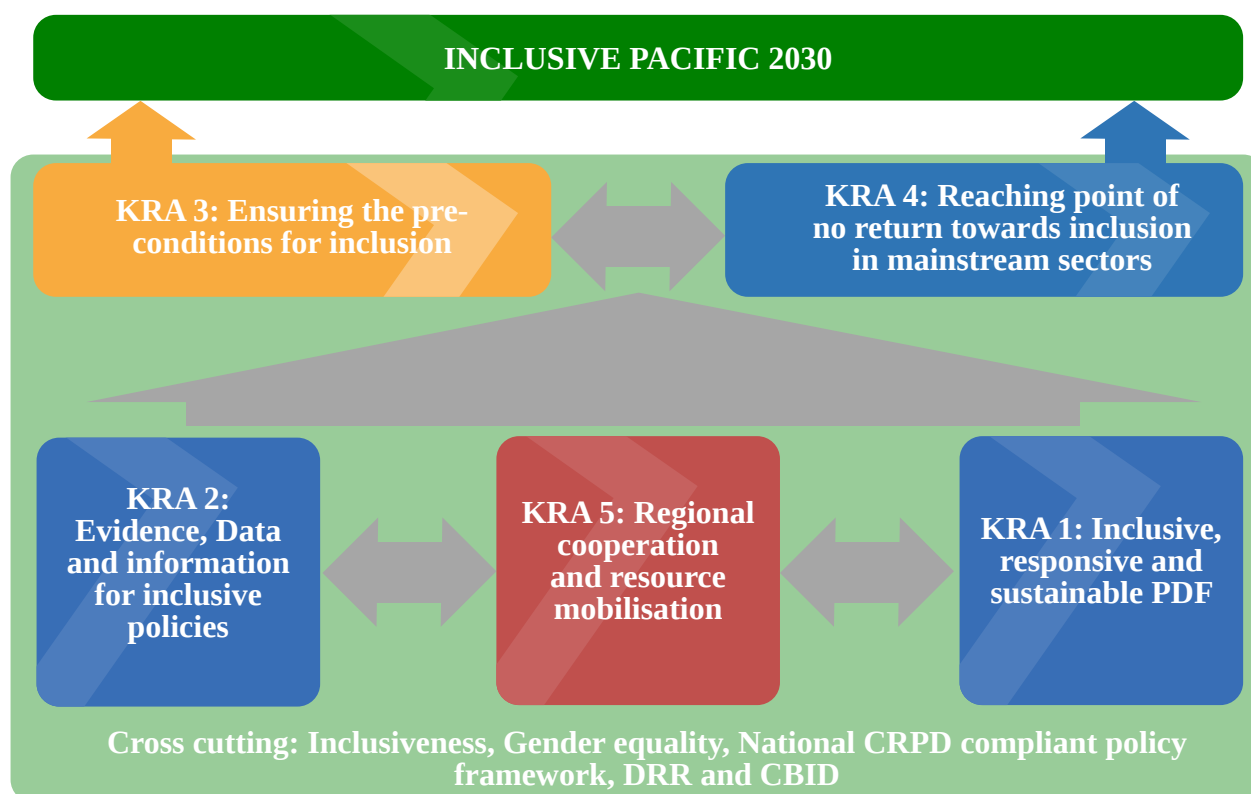 INCLUSIVE PACIFIC 2030
KRA 3: Ensuring the pre-
conditions for inclusion
KRA 4: Reaching point of
no return towards inclusion
in mainstream sectors
KRA 2:
Evidence, Data
and information
for inclusive
policies
KRA 5: Regional
cooperation
and resource
mobilisation
KRA 1: Inclusive,
responsive and
sustainable PDF
Cross cutting: Inclusiveness, Gender equality, National CRPD compliant policy
framework, DRR and CBID